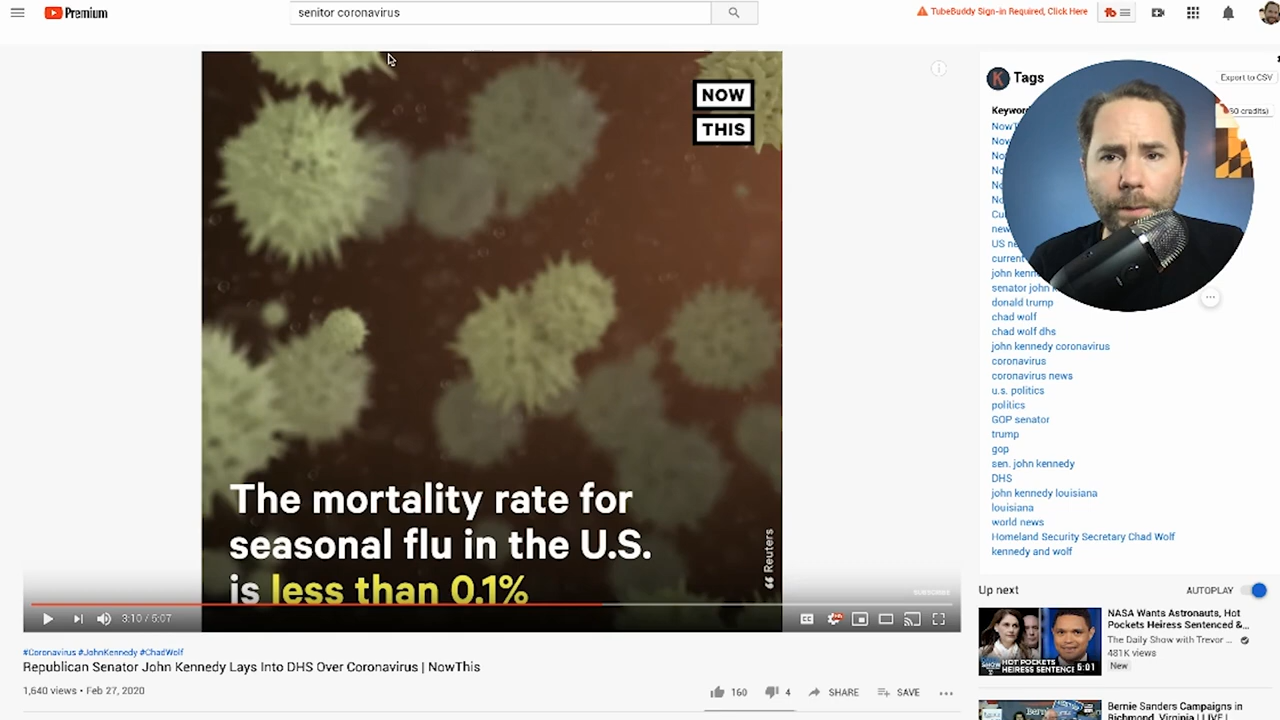 Premium
senitor coronavirus
TubeBuddy Sign-in Required, Click Here
NOW
THIS
The mortality rate for
seasonal flu in the U.S.
is less than 0.1%
Reuters
SUBSCRIBE
3:10 / 5:07
CC
#Coronavirus #JohnKennedy #ChadWolf
Republican Senator John Kennedy Lays Into DHS Over Coronavirus | NowThis
1,640 views • Feb 27, 2020
160
4
SHARE
SAVE
K
Tags
Export to CSV
donald trump
chad wolf
chad wolf dhs
john kennedy coronavirus
coronavirus
coronavirus news
u.s. politics
politics
GOP senator
trump
gop
sen. john kennedy
DHS
john kennedy louisiana
louisiana
world news
Homeland Security Secretary Chad Wolf
kennedy and wolf
Up next
AUTOPLAY
HOT POCKETS
HEIRESS SENTENCI
5:01
NASA Wants Astronauts, Hot
Pockets Heiress Sentenced &...
The Daily Show with Trevor ...
481K views
New
Bernie Sanders Campaigns in
Richmond, Virginia | LIVE |